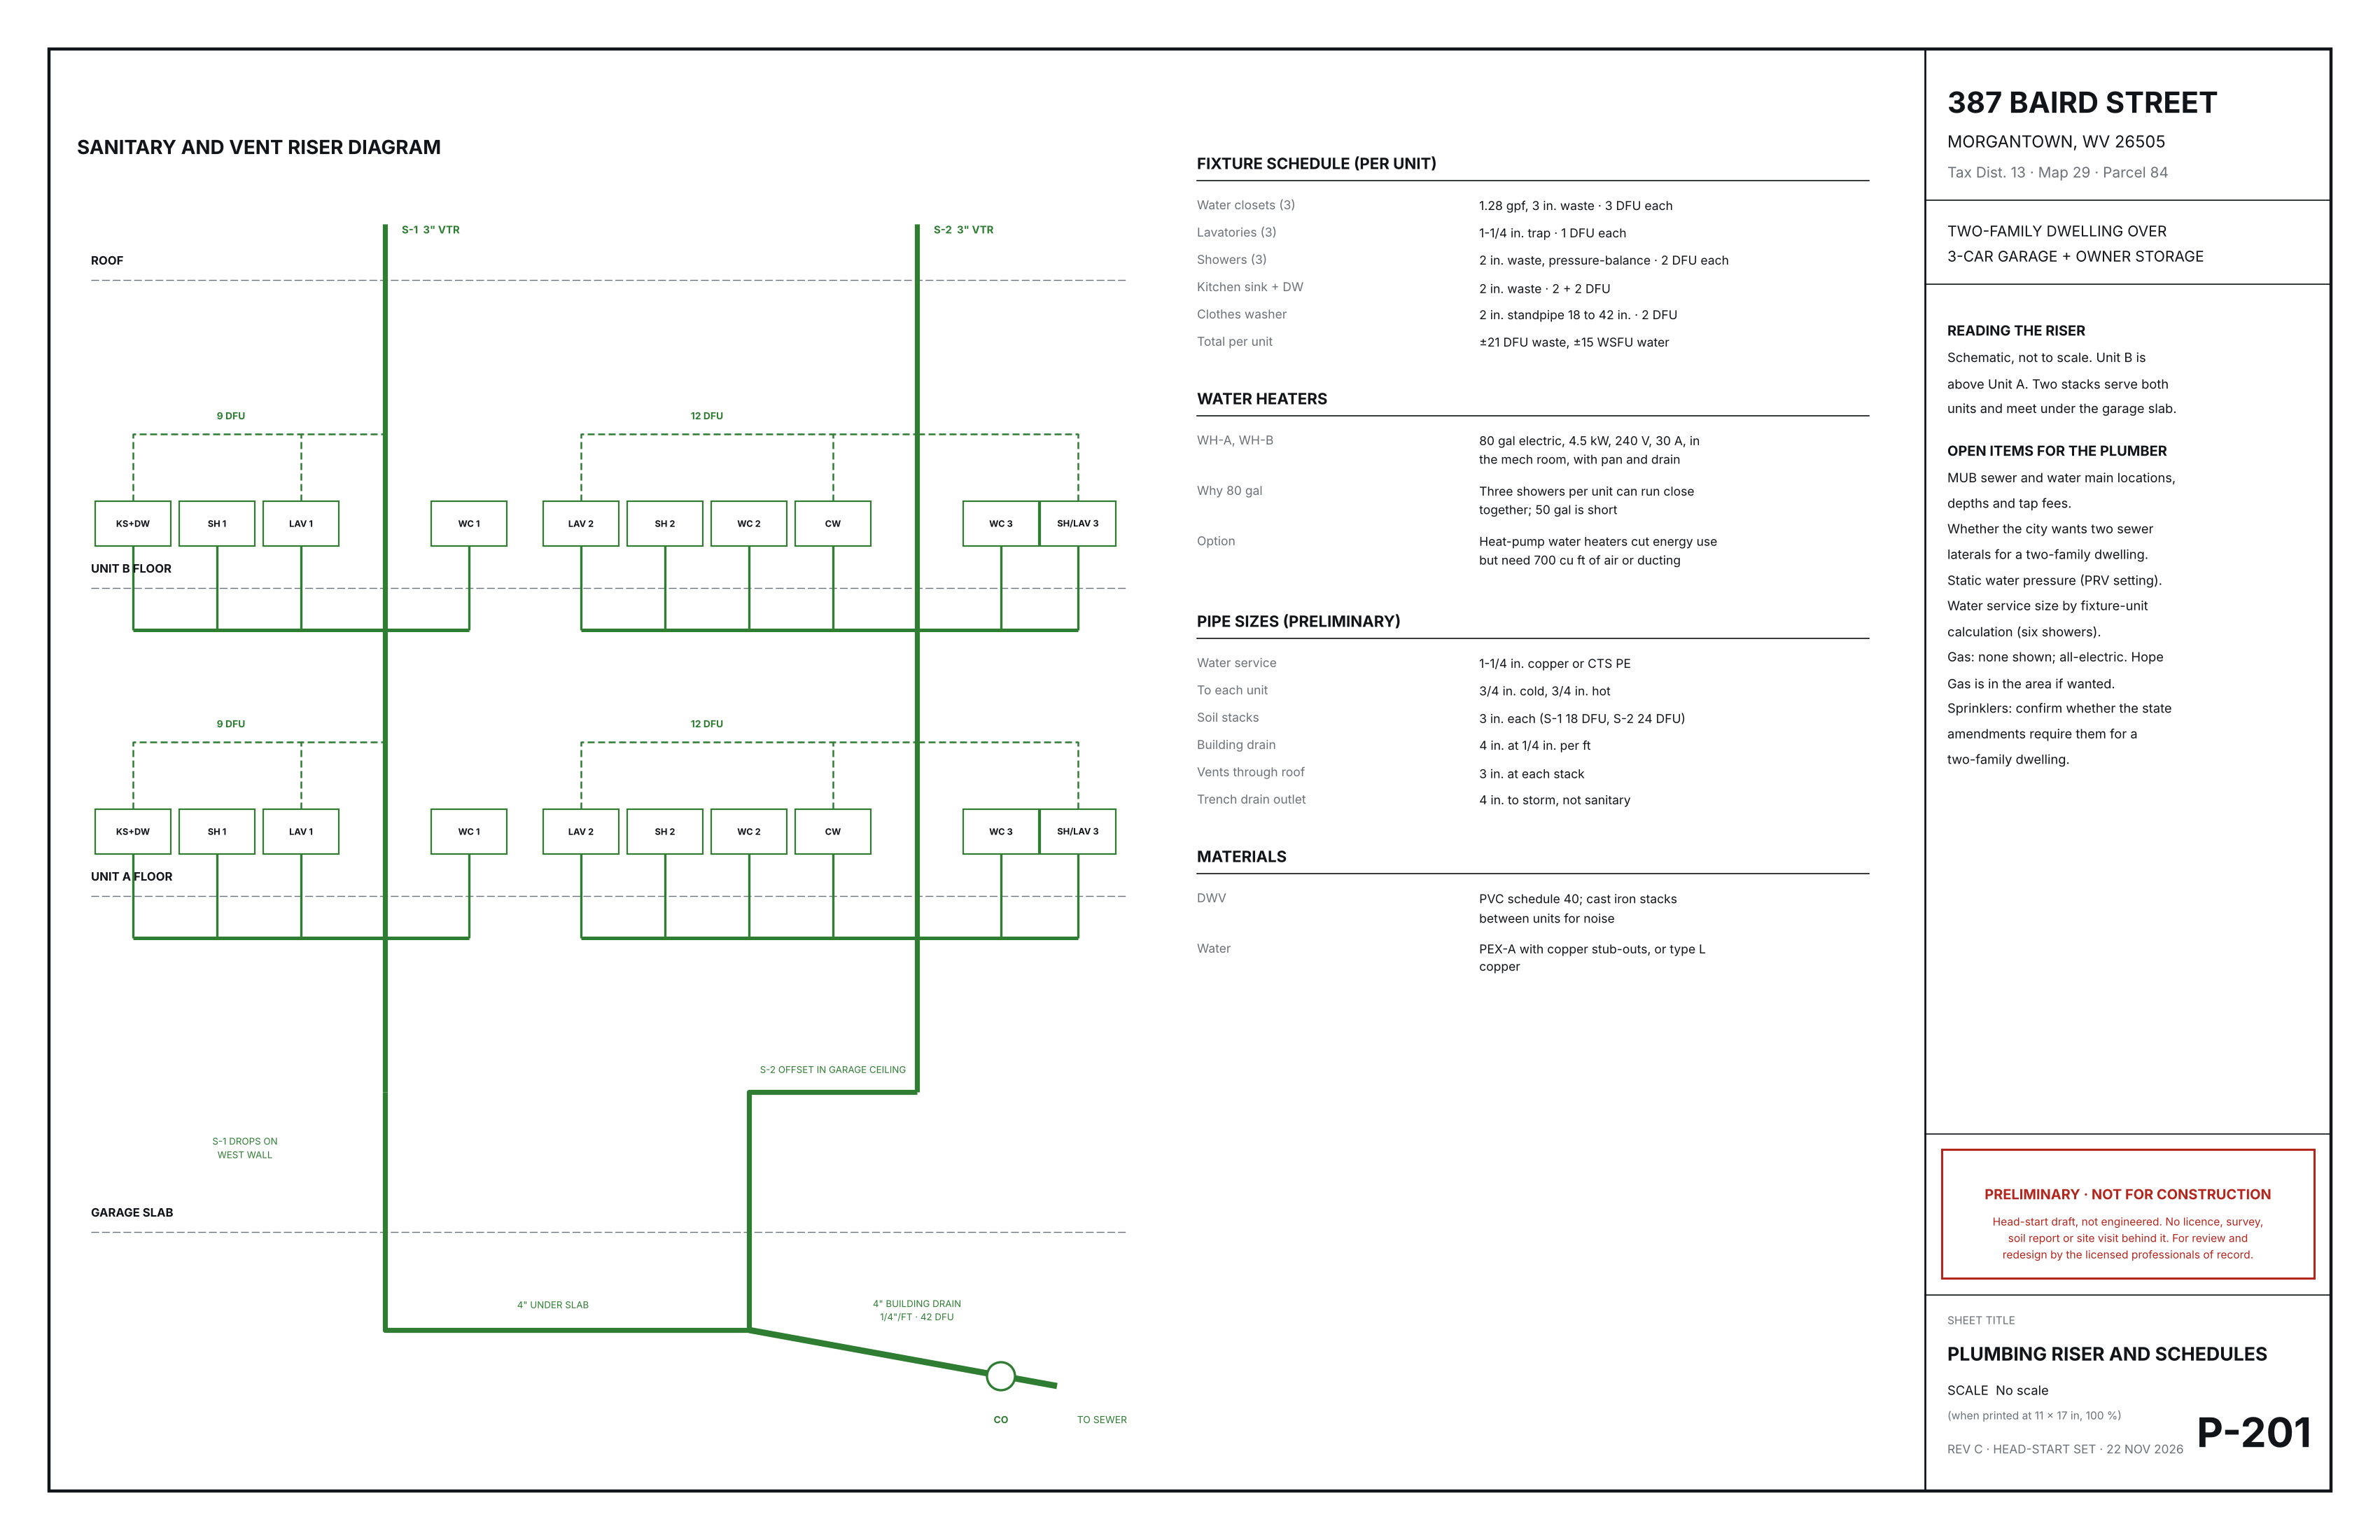 SANITARY AND VENT RISER DIAGRAM
S-1 3" VTR
S-2 3" VTR
ROOF
9 DFU
12 DFU
KS+DW
SH 1
LAV 1
WC 1
LAV 2
SH 2
WC 2
CW
WC 3
SH/LAV 3
UNIT B FLOOR
9 DFU
12 DFU
KS+DW
SH 1
LAV 1
WC 1
LAV 2
SH 2
WC 2
CW
WC 3
SH/LAV 3
UNIT A FLOOR
S-2 OFFSET IN GARAGE CEILING
S-1 DROPS ON
WEST WALL
GARAGE SLAB
4" UNDER SLAB
4" BUILDING DRAIN
1/4"/FT · 42 DFU
CO
TO SEWER
FIXTURE SCHEDULE (PER UNIT)
Water closets (3) 1.28 gpf, 3 in. waste · 3 DFU each
Lavatories (3) 1-1/4 in. trap · 1 DFU each
Showers (3) 2 in. waste, pressure-balance · 2 DFU each
Kitchen sink + DW 2 in. waste · 2 + 2 DFU
Clothes washer 2 in. standpipe 18 to 42 in. · 2 DFU
Total per unit ±21 DFU waste, ±15 WSFU water
WATER HEATERS
WH-A, WH-B 80 gal electric, 4.5 kW, 240 V, 30 A, in
the mech room, with pan and drain
Why 80 gal Three showers per unit can run close
together; 50 gal is short
Option Heat-pump water heaters cut energy use
but need 700 cu ft of air or ducting
PIPE SIZES (PRELIMINARY)
Water service 1-1/4 in. copper or CTS PE
To each unit 3/4 in. cold, 3/4 in. hot
Soil stacks 3 in. each (S-1 18 DFU, S-2 24 DFU)
Building drain 4 in. at 1/4 in. per ft
Vents through roof 3 in. at each stack
Trench drain outlet 4 in. to storm, not sanitary
MATERIALS
DWV PVC schedule 40; cast iron stacks
between units for noise
Water PEX-A with copper stub-outs, or type L
copper
387 BAIRD STREET
MORGANTOWN, WV 26505
Tax Dist. 13 · Map 29 · Parcel 84
TWO-FAMILY DWELLING OVER
3-CAR GARAGE + OWNER STORAGE
READING THE RISER
Schematic, not to scale. Unit B is
above Unit A. Two stacks serve both
units and meet under the garage slab.
OPEN ITEMS FOR THE PLUMBER
MUB sewer and water main locations,
depths and tap fees.
Whether the city wants two sewer
laterals for a two-family dwelling.
Static water pressure (PRV setting).
Water service size by fixture-unit
calculation (six showers).
Gas: none shown; all-electric. Hope
Gas is in the area if wanted.
Sprinklers: confirm whether the state
amendments require them for a
two-family dwelling.
PRELIMINARY · NOT FOR CONSTRUCTION
Head-start draft, not engineered. No licence, survey,
soil report or site visit behind it. For review and
redesign by the licensed professionals of record.
SHEET TITLE
PLUMBING RISER AND SCHEDULES
SCALE No scale
(when printed at 11 × 17 in, 100 %)
REV C · HEAD-START SET · 22 NOV 2026
P-201